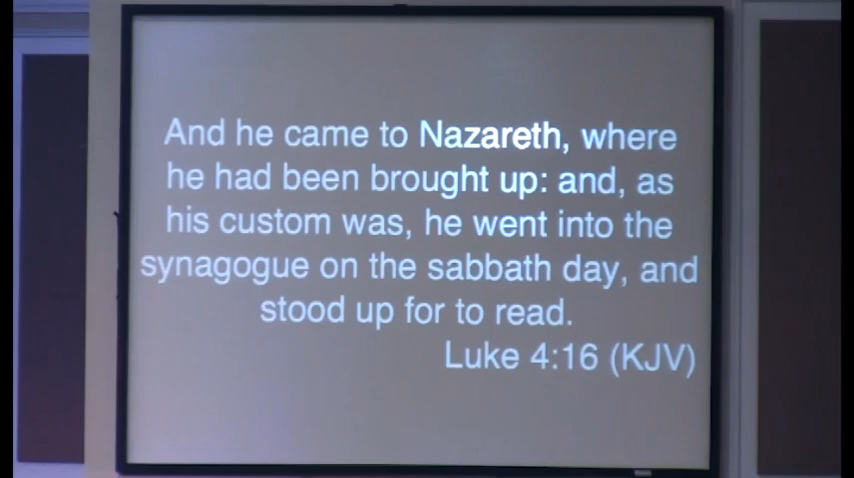 And he came to Nazareth, where
he had been brought up: and, as
his custom was, he went into the
synagogue on the sabbath day, and
stood up for to read.
Luke 4:16 (KJV)